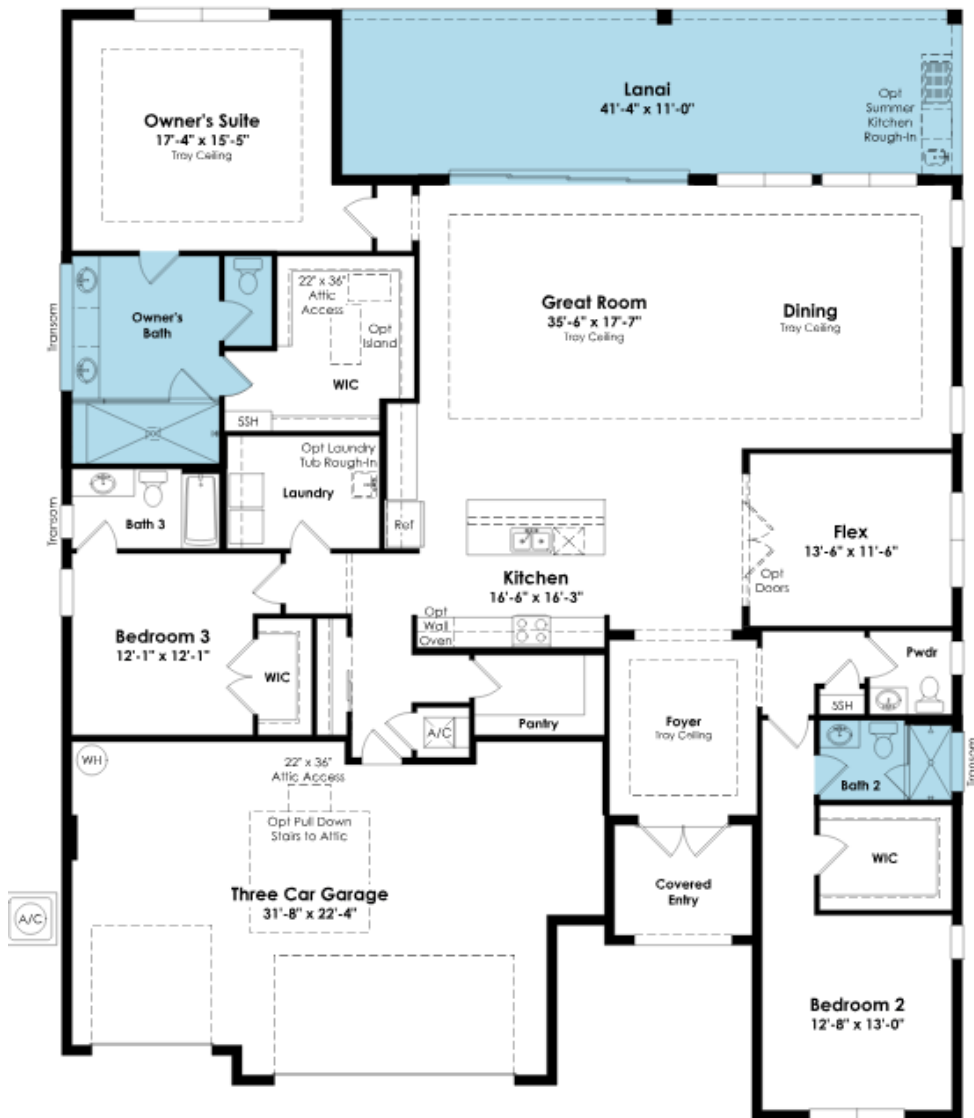 Owner's Suite
17'-4" x 15'-5"
Tray Ceiling
Lanai
41'-4" x 11'-0"
Opt
Summer
Kitchen
Rough-In
Transom
Owner's
Bath
22" x 36"
Attic
Access
Opt
Island
WIC
SSH
Great Room
35'-6" x 17'-7"
Tray Ceiling
Dining
Tray Ceiling
Opt Laundry
Tub Rough-In
Laundry
Ref
Transom
Bath 3
Flex
13'-6" x 11'-6"
Opt
Doors
Kitchen
16'-6" x 16'-3"
Opt
Wall
Oven
Bedroom 3
12'-1" x 12'-1"
WIC
Pantry
A/C
Foyer
Tray Ceiling
Pwdr
SSH
Bath 2
Transom
WH
22" x 36"
Attic Access
Opt Pull Down
Stairs to Attic
Three Car Garage
31'-8" x 22'-4"
A/C
Covered
Entry
WIC
Bedroom 2
12'-8" x 13'-0"